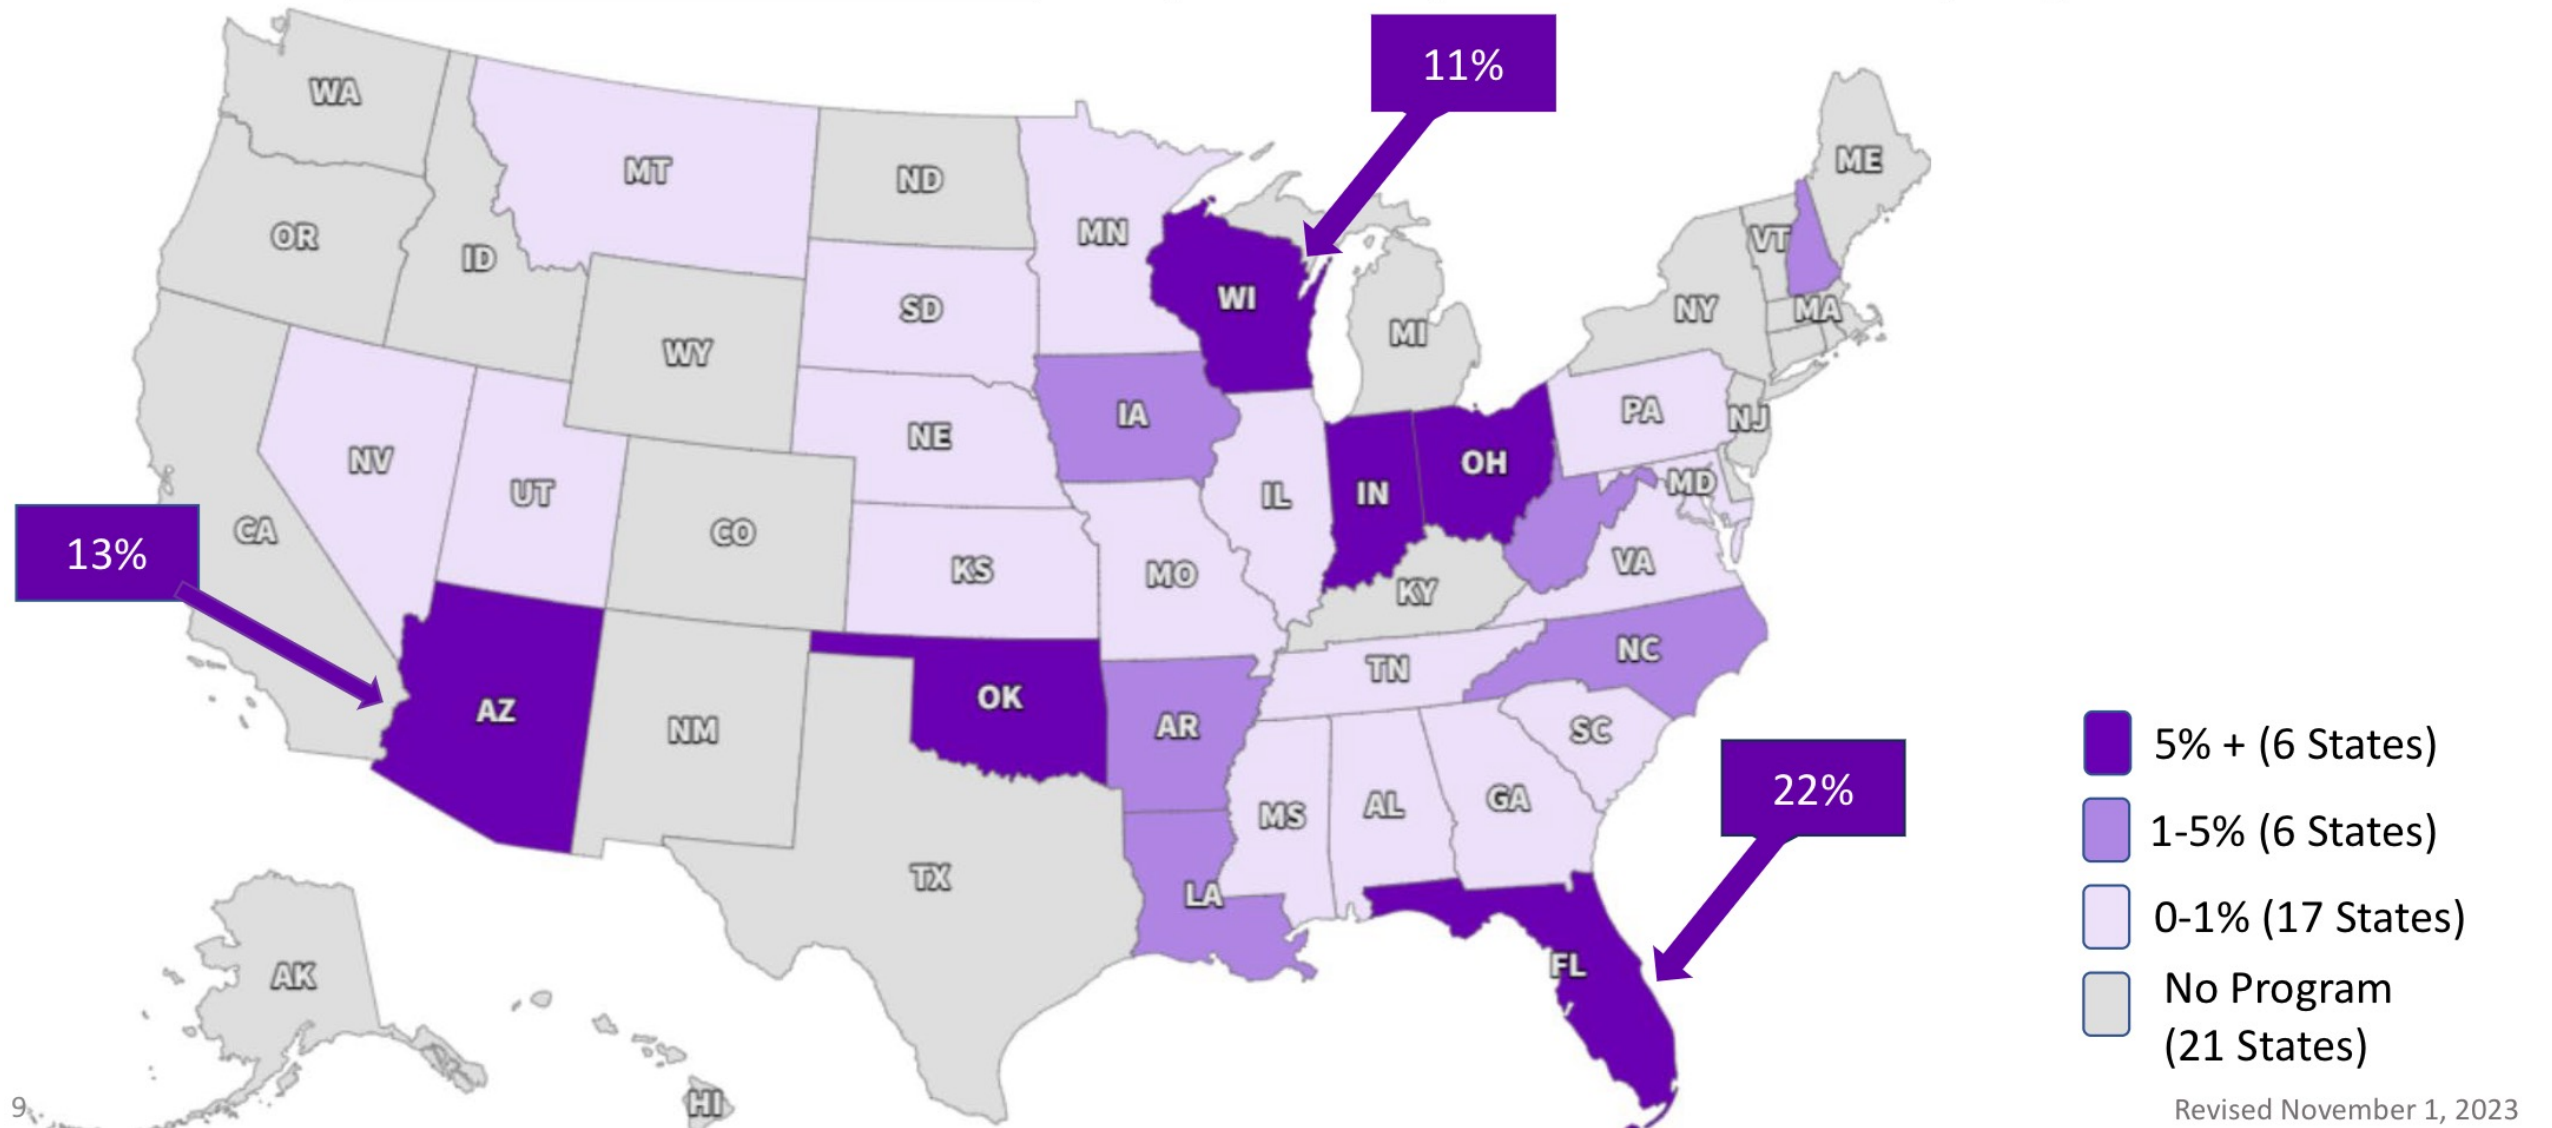 11%
WA
MT
ND
ME
OR
ID
MN
VT
SD
WI
NY
MA
MI
WY
IA
PA
NJ
NE
NV
UT
OH
IL
IN
MD
13%
CA
CO
KS
MO
VA
KY
NC
TN
AZ
OK
AR
NM
SC
5% + (6 States)
22%
MS
AL
GA
1-5% (6 States)
TX
LA
0-1% (17 States)
FL
AK
No Program
(21 States)
HI
9
Revised November 1, 2023